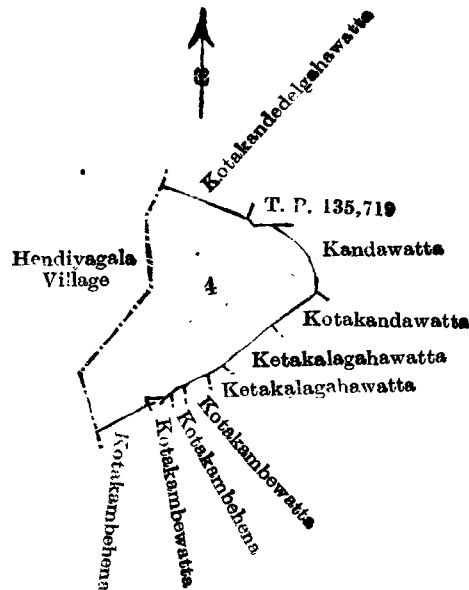 Kotakandedelgahawatta
T. P. 135,719
Kandawatta
Hendiyagala
Village
4
Kotakandawatta
Ketakalagahawatta
Ketakalagahawatta
Kotakambewatta
Kotakambehena
Kotakambewatta
Kotakambehena